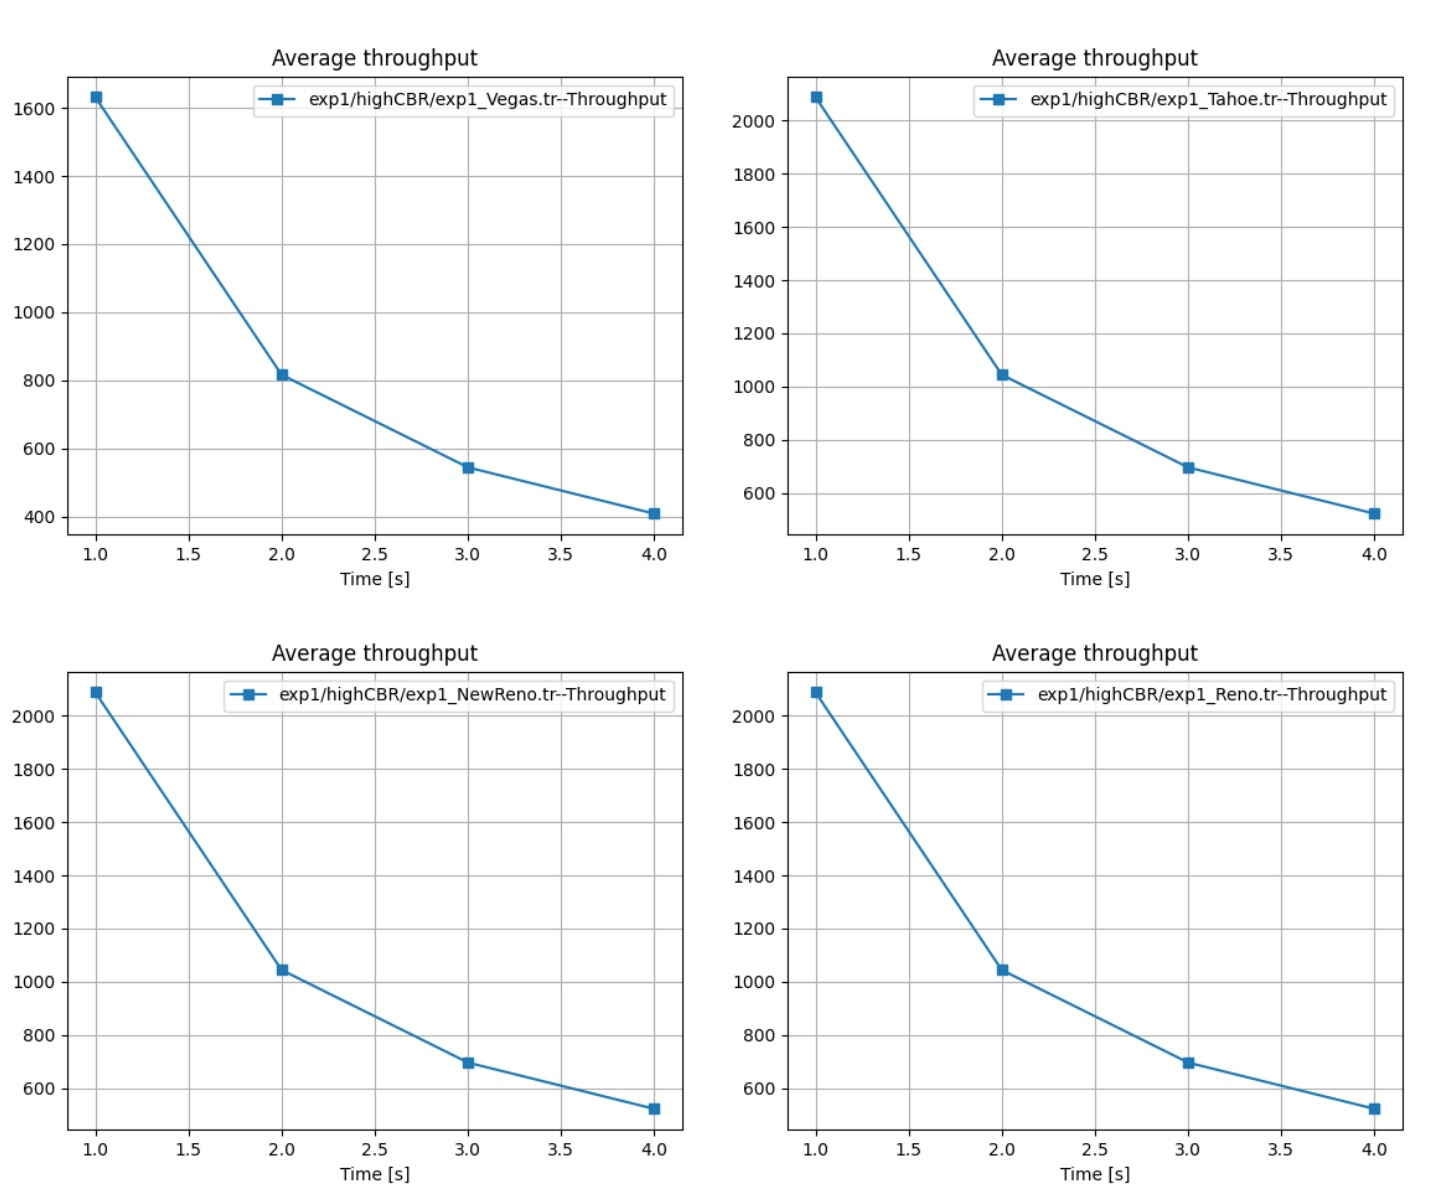 Average throughput
exp1/highCBR/exp1_Vegas.tr--Throughput
1600
1400
1200
1000
800
600
400
1.0 1.5 2.0 2.5 3.0 3.5 4.0
Time [s]
Average throughput
exp1/highCBR/exp1_Tahoe.tr--Throughput
2000
1800
1600
1400
1200
1000
800
600
1.0 1.5 2.0 2.5 3.0 3.5 4.0
Time [s]
Average throughput
exp1/highCBR/exp1_NewReno.tr--Throughput
2000
1800
1600
1400
1200
1000
800
600
1.0 1.5 2.0 2.5 3.0 3.5 4.0
Time [s]
Average throughput
exp1/highCBR/exp1_Reno.tr--Throughput
2000
1800
1600
1400
1200
1000
800
600
1.0 1.5 2.0 2.5 3.0 3.5 4.0
Time [s]